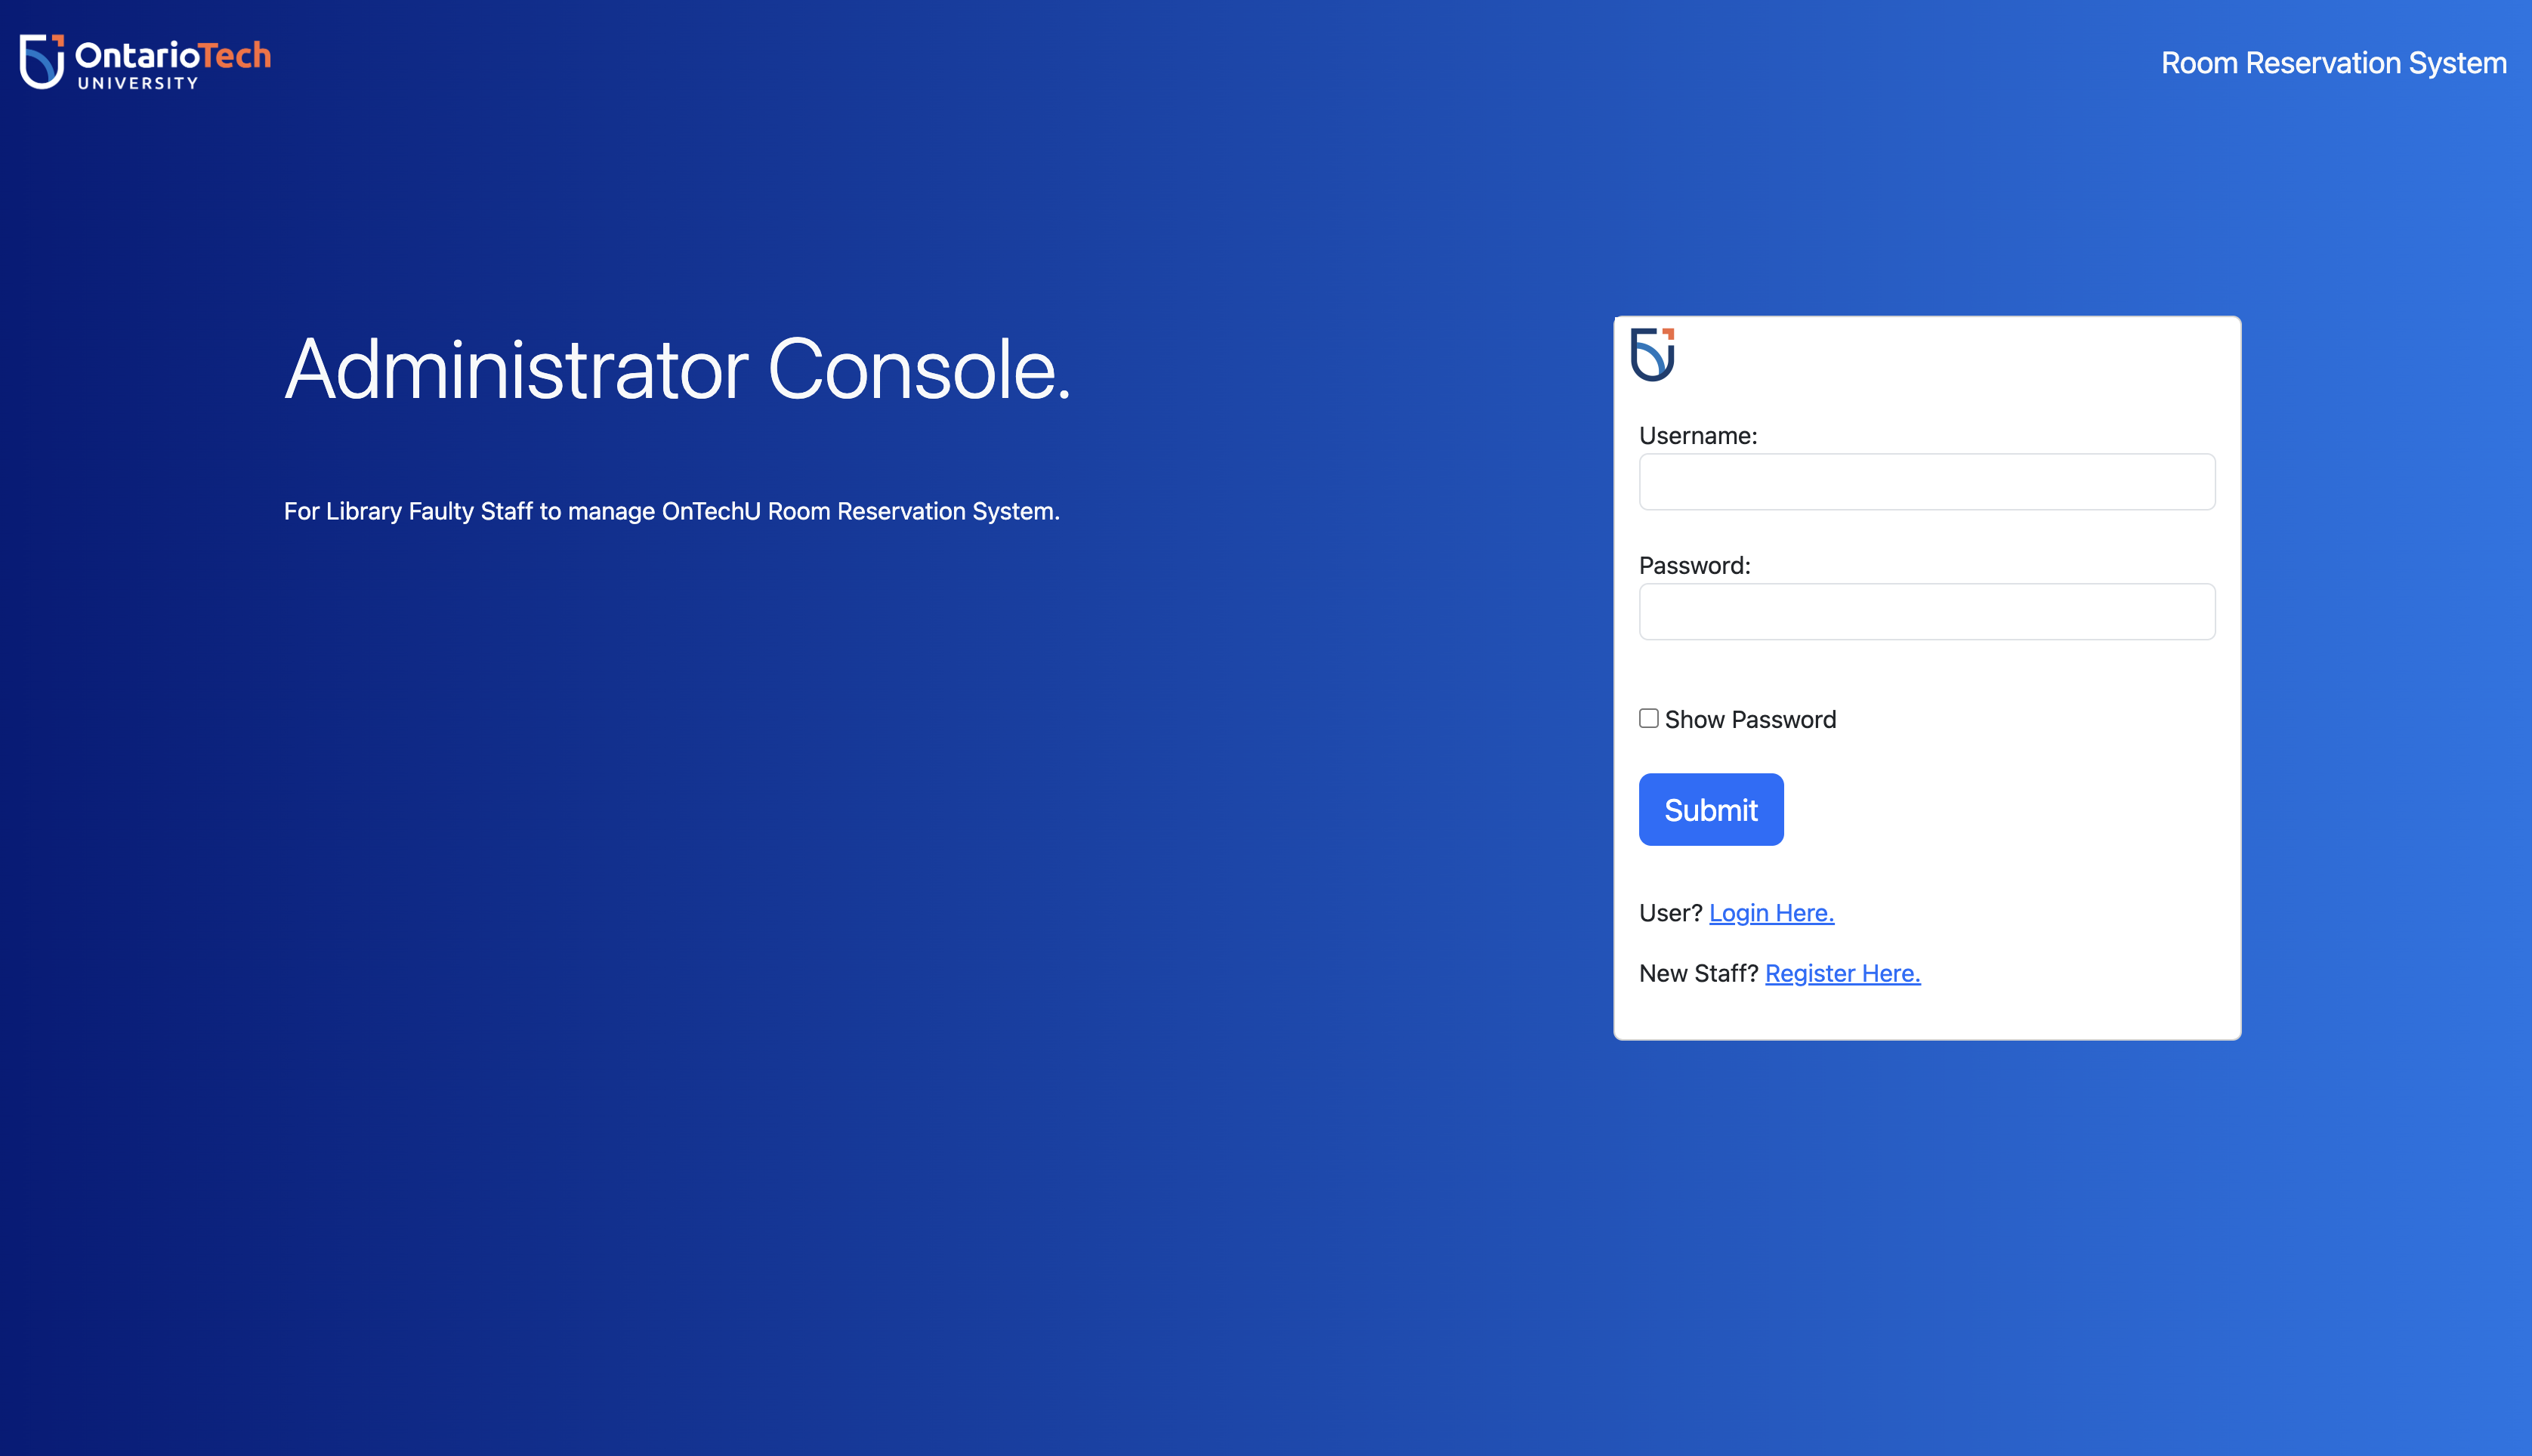 OntarioTech
UNIVERSITY
Room Reservation System
Administrator Console.
For Library Faulty Staff to manage OnTechU Room Reservation System.
Username:
Password:
Show Password
Submit
User? Login Here.
New Staff? Register Here.